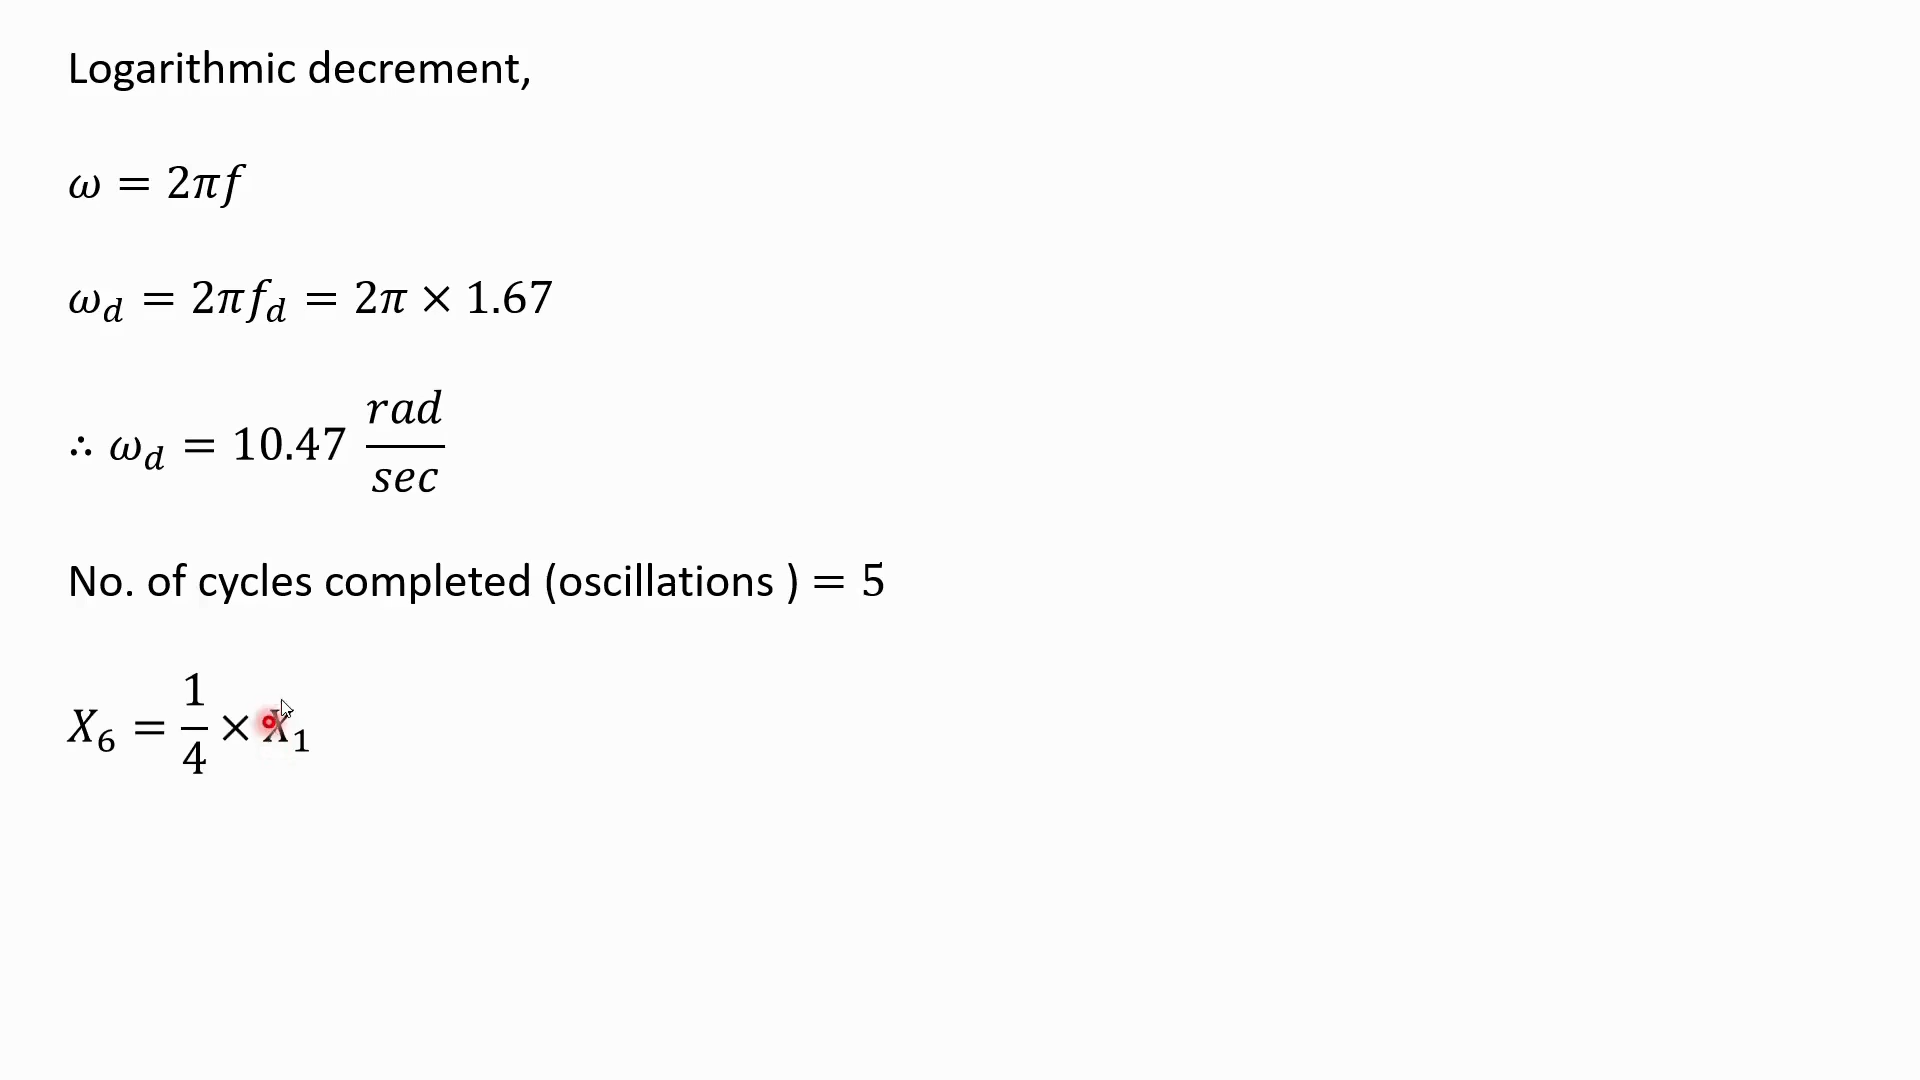 Logarithmic decrement,
ω = 2πf
ω_d = 2πf_d = 2π × 1.67
∴ ω_d = 10.47 rad/sec
No. of cycles completed (oscillations ) = 5
X_6 = 1/4 × X_1